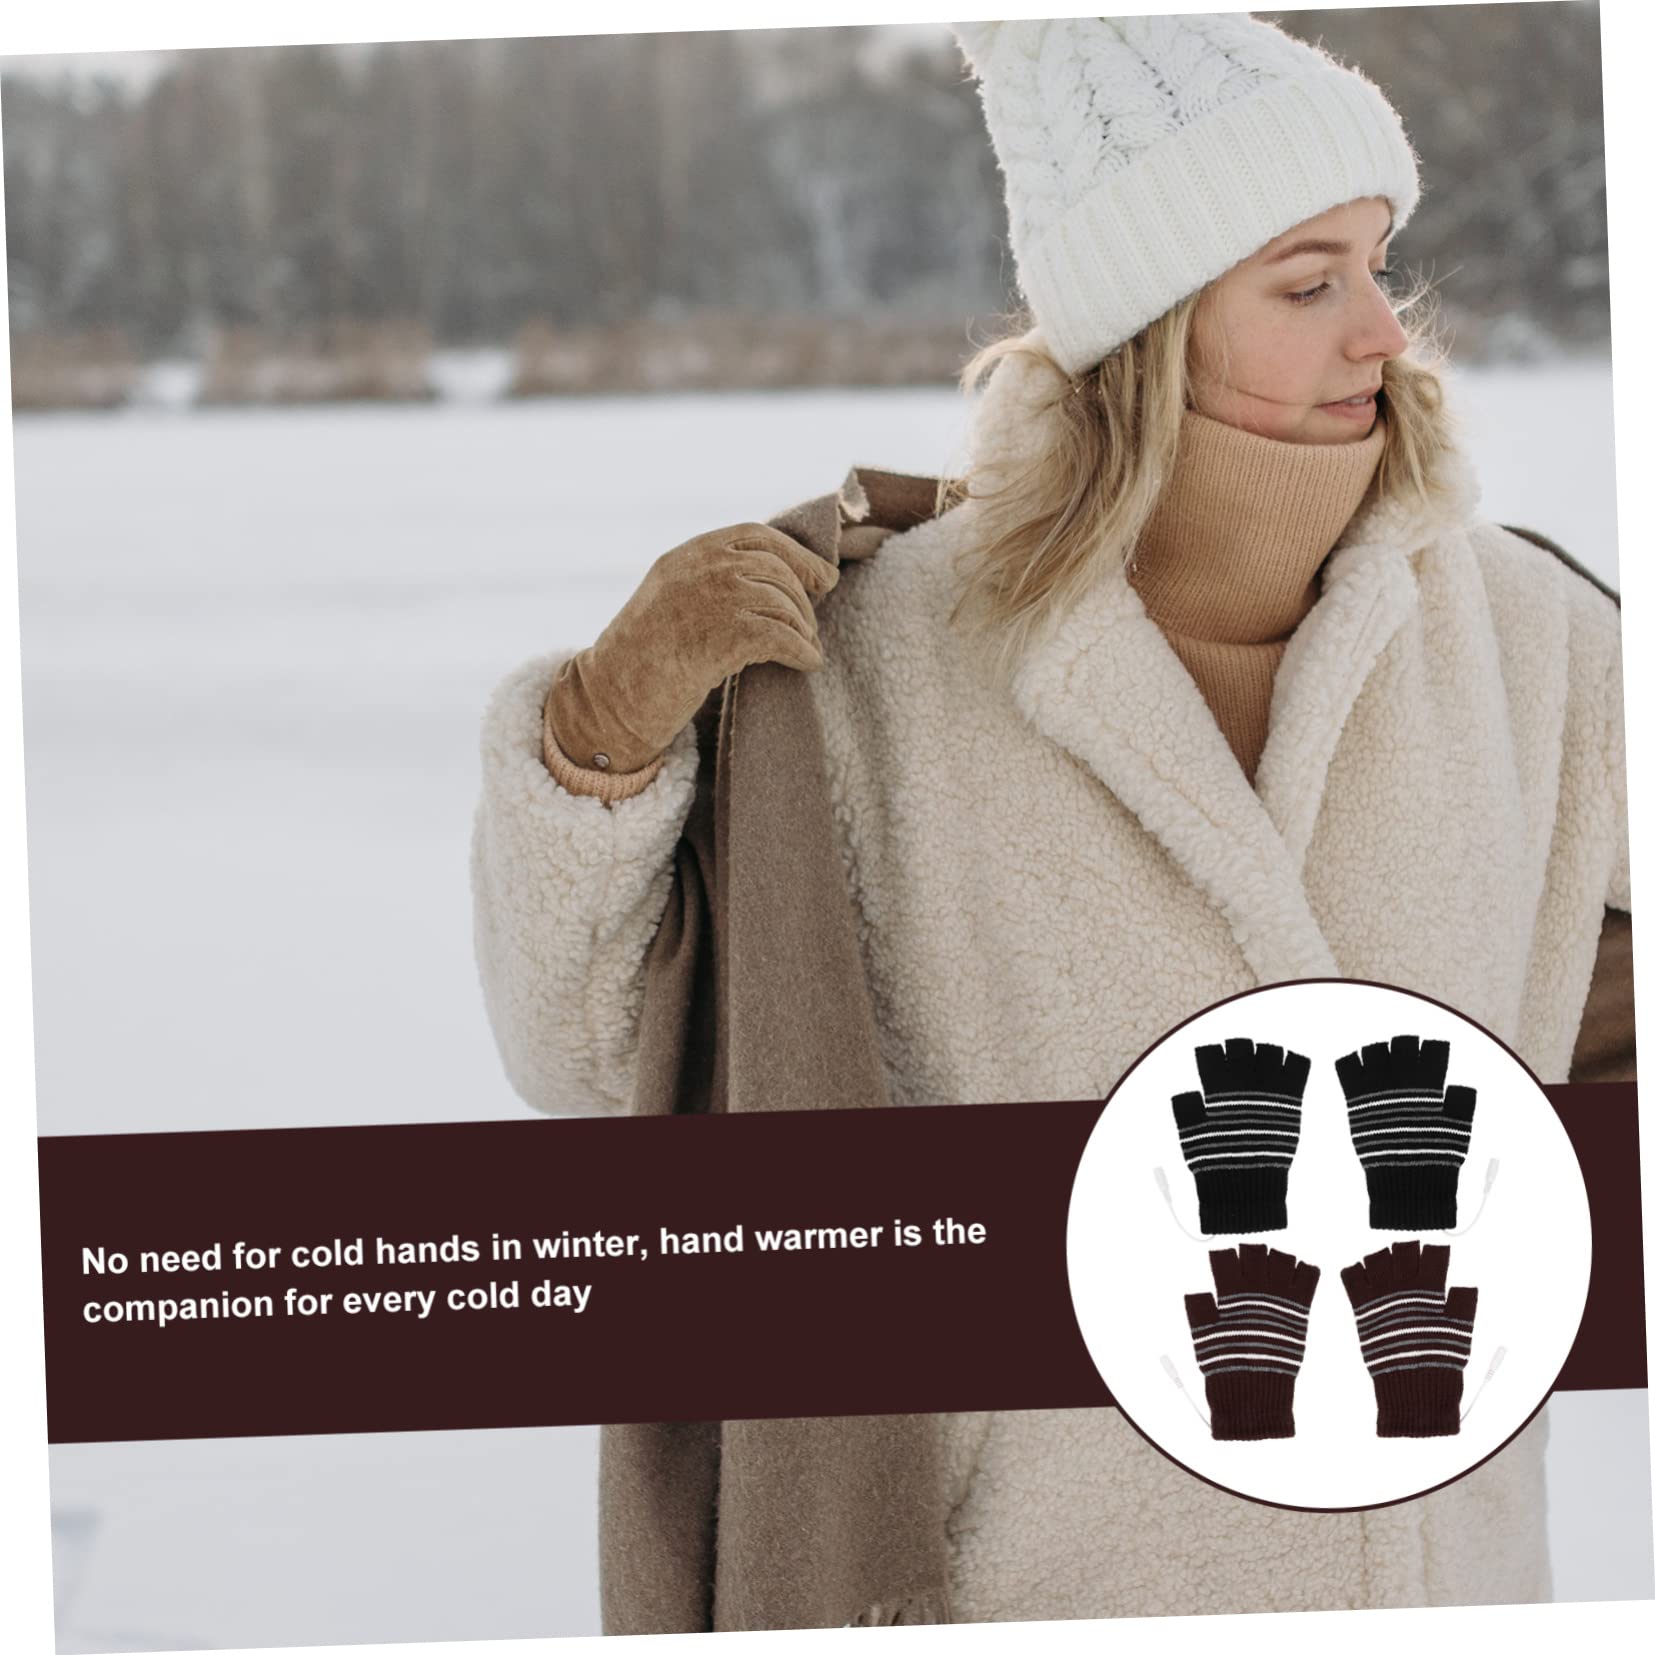 No need for cold hands in winter, hand warmer is the
companion for every cold day